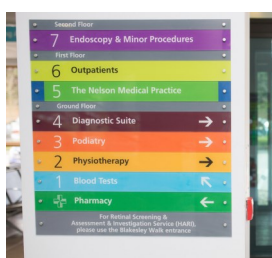 Second Floor
7 Endoscopy & Minor Procedures
First Floor
6 Outpatients
5 The Nelson Medical Practice
Ground Floor
4 Diagnostic Suite →
3 Podiatry →
2 Physiotherapy →
1 Blood Tests ↖
Pharmacy ←
For Retinal Screening &
Assessment & Investigation Service (HARI),
please use the Blakesley Walk entrance